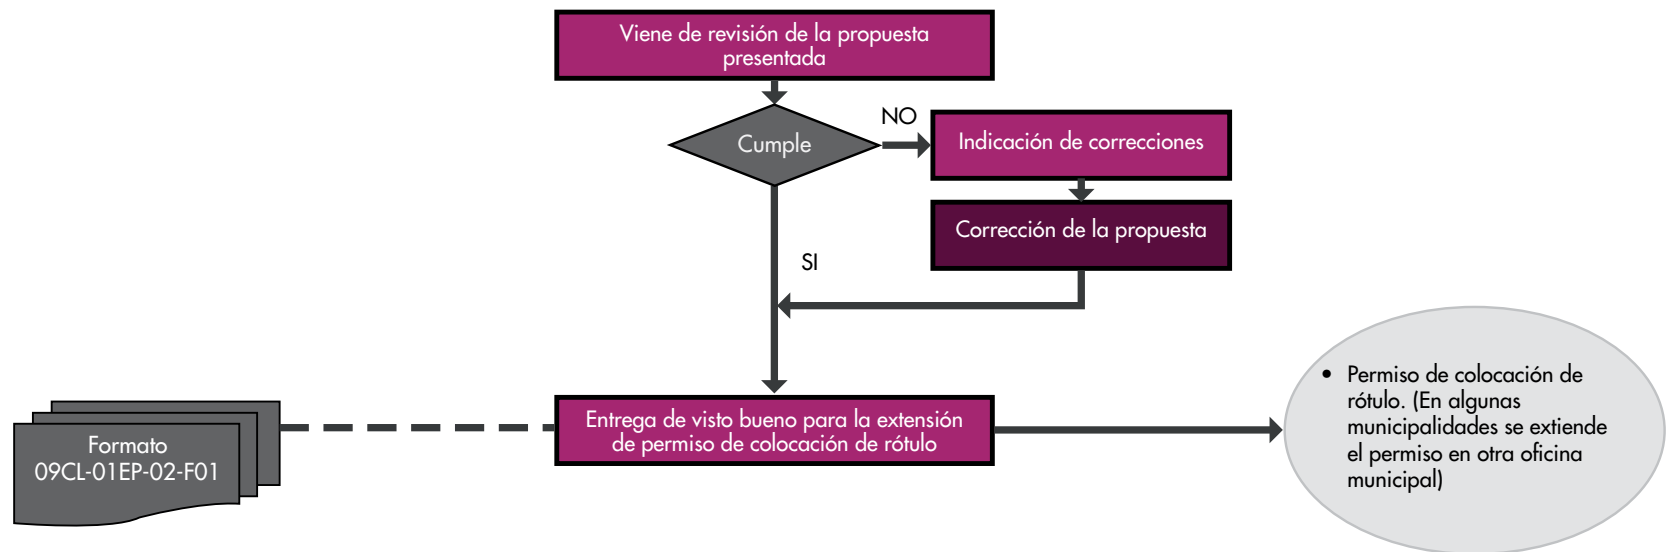 Viene de revisión de la propuesta
presentada
Cumple
NO
Indicación de correcciones
Corrección de la propuesta
SI
Entrega de visto bueno para la extensión
de permiso de colocación de rótulo
Formato
09CL-01EP-02-F01
• Permiso de colocación de
rótulo. (En algunas
municipalidades se extiende
el permiso en otra oficina
municipal)